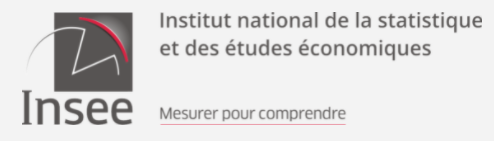 Institut national de la statistique
et des études économiques
Insee
Mesurer pour comprendre